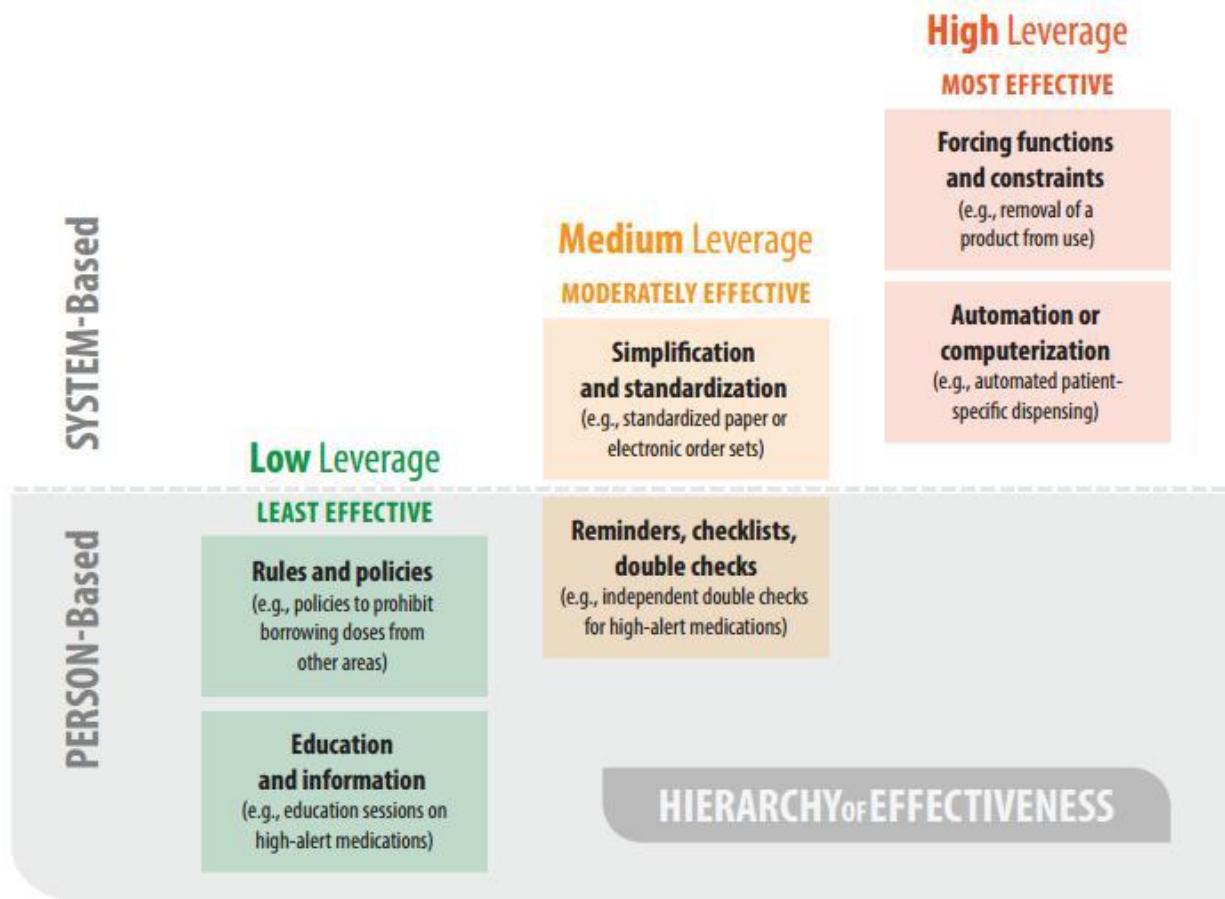 High Leverage
MOST EFFECTIVE
Forcing functions
and constraints
(e.g., removal of a
product from use)
Automation or
computerization
(e.g., automated patient-
specific dispensing)
Medium Leverage
MODERATELY EFFECTIVE
Simplification
and standardization
(e.g., standardized paper or
electronic order sets)
Reminders, checklists,
double checks
(e.g., independent double checks
for high-alert medications)
Low Leverage
LEAST EFFECTIVE
Rules and policies
(e.g., policies to prohibit
borrowing doses from
other areas)
Education
and information
(e.g., education sessions on
high-alert medications)
SYSTEM-Based
PERSON-Based
HIERARCHY OF EFFECTIVENESS